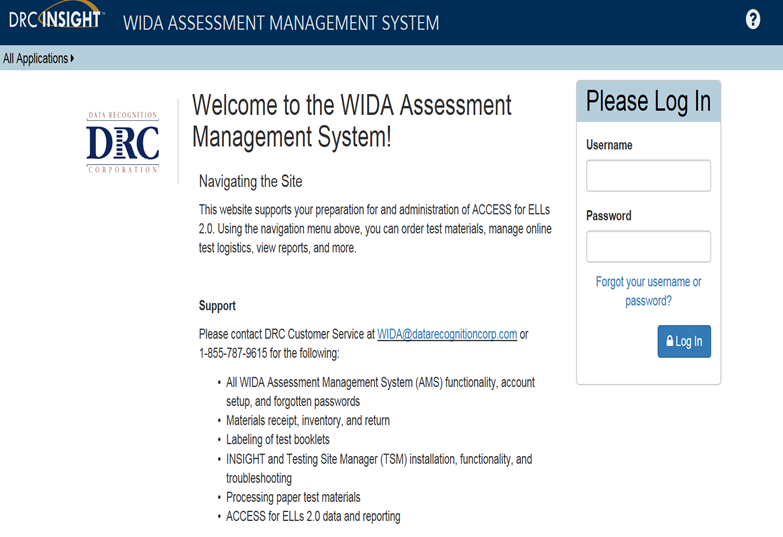 DRC INSIGHT™ WIDA ASSESSMENT MANAGEMENT SYSTEM ?
All Applications
DATA RECOGNITION
DRC
CORPORATION
Welcome to the WIDA Assessment
Management System!
Navigating the Site
This website supports your preparation for and administration of ACCESS for ELLs
2.0. Using the navigation menu above, you can order test materials, manage online
test logistics, view reports, and more.
Support
Please contact DRC Customer Service at WIDA@datarecognitioncorp.com or
1-855-787-9615 for the following:
• All WIDA Assessment Management System (AMS) functionality, account
setup, and forgotten passwords
• Materials receipt, inventory, and return
• Labeling of test booklets
• INSIGHT and Testing Site Manager (TSM) installation, functionality, and
troubleshooting
• Processing paper test materials
• ACCESS for ELLs 2.0 data and reporting
Please Log In
Username
Password
Forgot your username or
password?
Log In